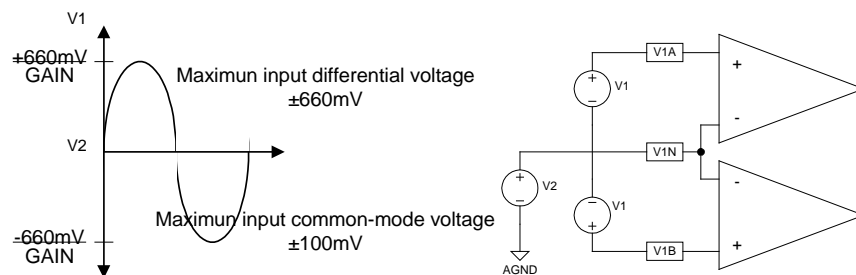 V1
+660mV
GAIN
Maximun input differential voltage
±660mV
V2
Maximun input common-mode voltage
±100mV
-660mV
GAIN
V1A
+
+
V1
−
-
V1N
+
V2
−
-
−
V1
+
V1B
+
AGND